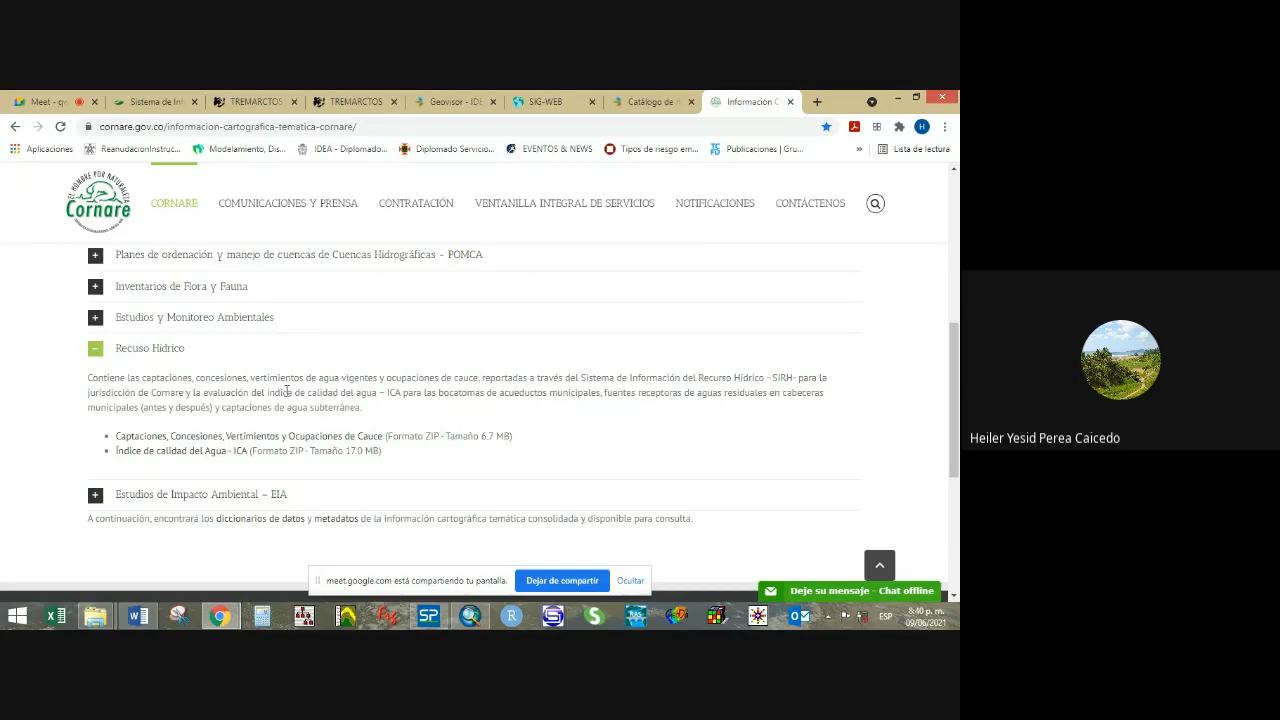 Meet - qw
Sistema de Inf
TREMARCTOS
TREMARCTOS
Geovisor - IDE
SIG-WEB
Catálogo de m
Información C
cornare.gov.co/informacion-cartografica-tematica-cornare/
Aplicaciones
ReanudacionInstruc...
Modelamiento, Dis...
IDEA - Diplomado...
Diplomado Servicio...
EVENTOS & NEWS
Tipos de riesgo em...
Publicaciones | Gru...
»
Lista de lectura
EL HOMBRE POR NATURALEZA
Cornare
CORNARE
COMUNICACIONES Y PRENSA
CONTRATACIÓN
VENTANILLA INTEGRAL DE SERVICIOS
NOTIFICACIONES
CONTÁCTENOS
Planes de ordenación y manejo de cuencas de Cuencas Hidrográficas - POMCA
Inventarios de Flora y Fauna
Estudios y Monitoreo Ambientales
Recuso Hídrico
Contiene las captaciones, concesiones, vertimientos de agua vigentes y ocupaciones de cauce, reportadas a través del Sistema de Información del Recurso Hídrico –SIRH- para la
jurisdicción de Cornare y la evaluación del índice de calidad del agua – ICA para las bocatomas de acueductos municipales, fuentes receptoras de aguas residuales en cabeceras
municipales (antes y después) y captaciones de agua subterránea.
• Captaciones, Concesiones, Vertimientos y Ocupaciones de Cauce (Formato ZIP - Tamaño 6.7 MB)
• Índice de calidad del Agua - ICA (Formato ZIP - Tamaño 17.0 MB)
Estudios de Impacto Ambiental – EIA
A continuación, encontrará los diccionarios de datos y metadatos de la información cartográfica temática consolidada y disponible para consulta.
meet.google.com está compartiendo tu pantalla.
Dejar de compartir
Ocultar
Deje su mensaje - Chat offline
ESP
8:40 p. m.
09/06/2021
Heiler Yesid Perea Caicedo